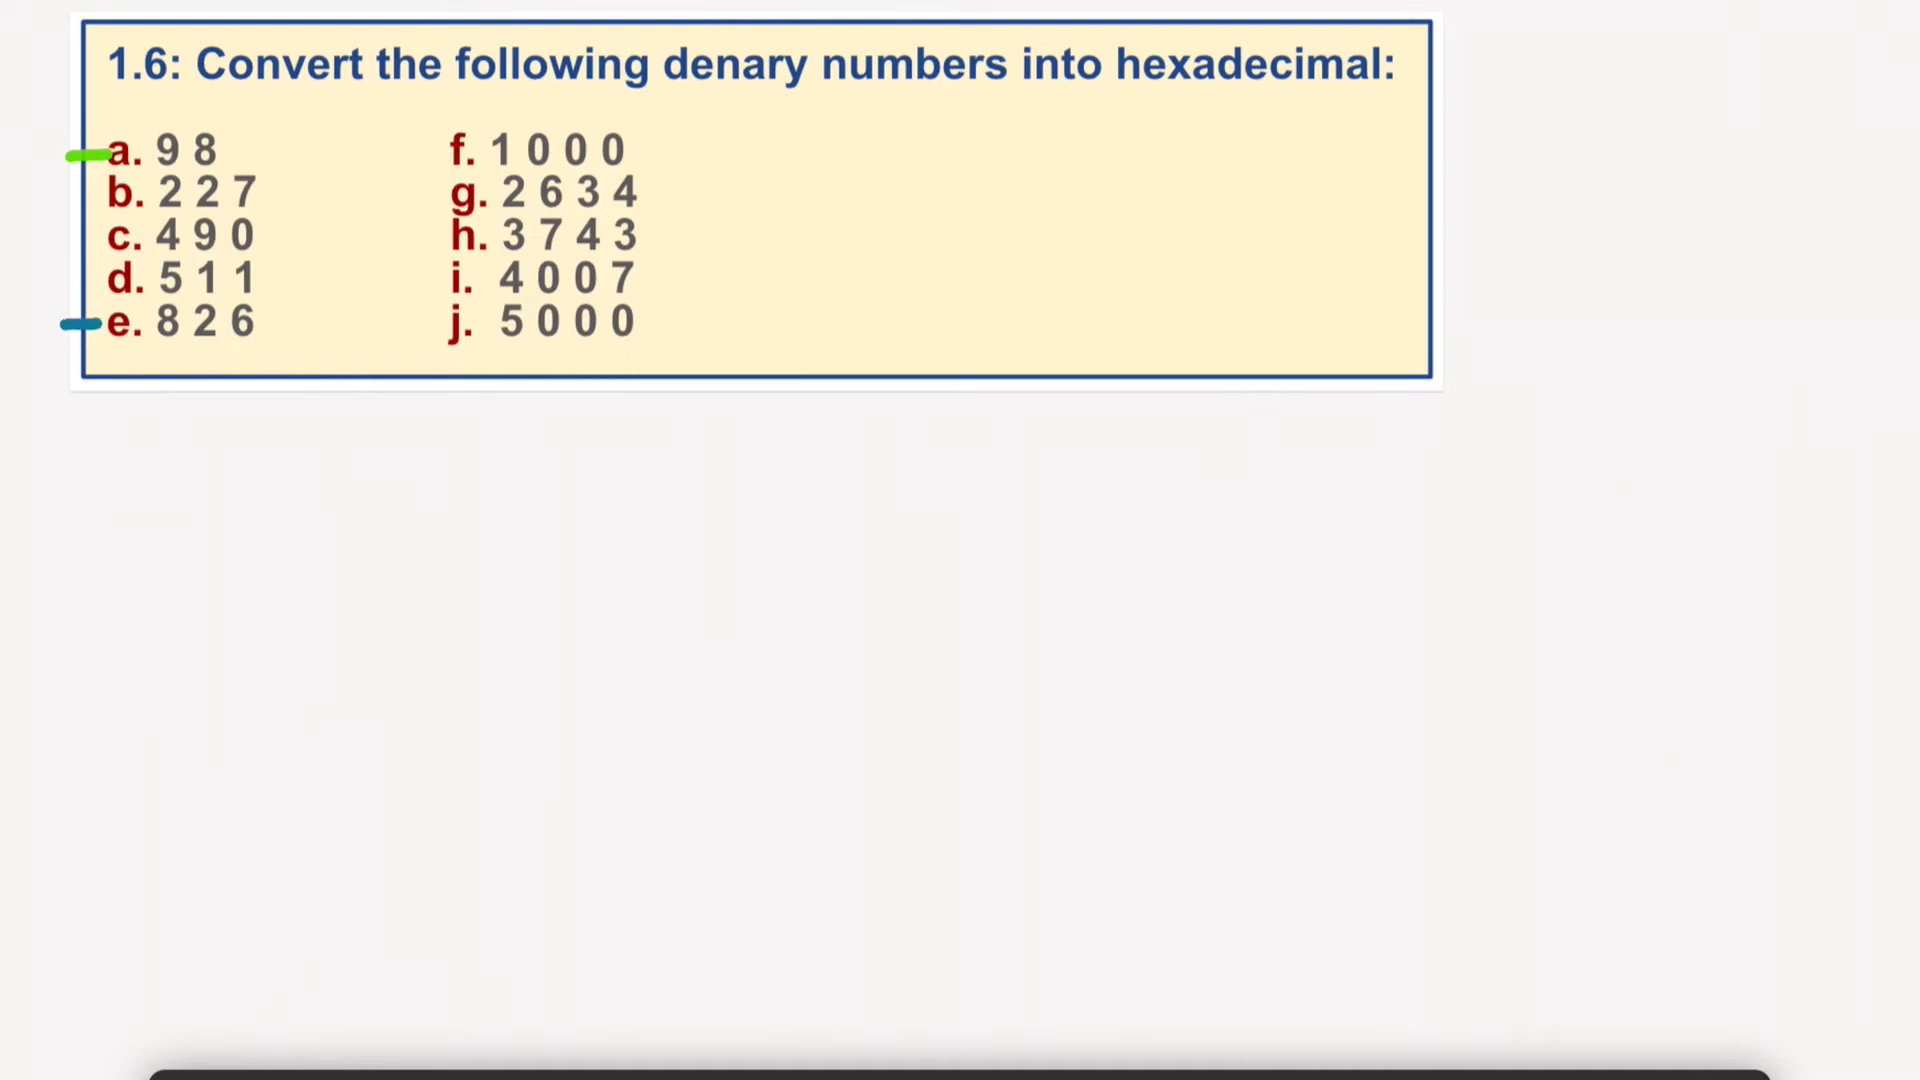 1.6: Convert the following denary numbers into hexadecimal:
a. 9 8
b. 2 2 7
c. 4 9 0
d. 5 1 1
e. 8 2 6
f. 1 0 0 0
g. 2 6 3 4
h. 3 7 4 3
i. 4 0 0 7
j. 5 0 0 0